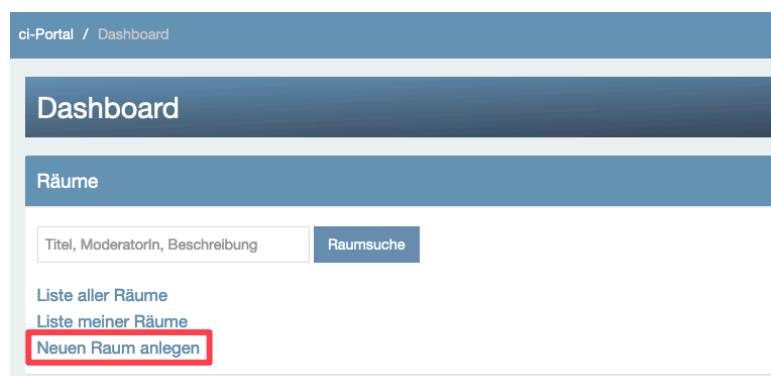 ci-Portal / Dashboard
Dashboard
Räume
Titel, ModeratorIn, Beschreibung Raumsuche
Liste aller Räume
Liste meiner Räume
Neuen Raum anlegen